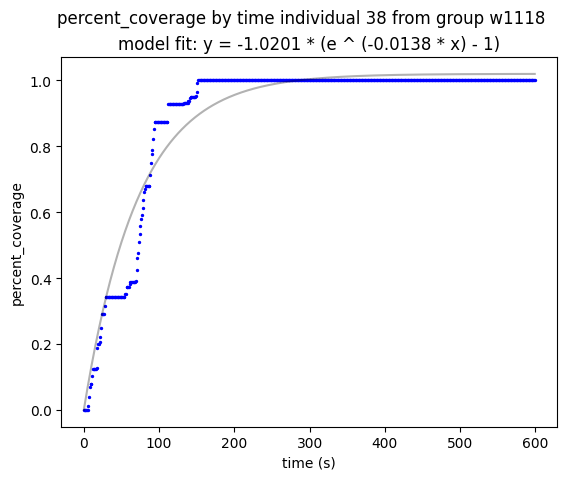 percent_coverage by time individual 38 from group w1118
model fit: y = -1.0201 * (e ^ (-0.0138 * x) - 1)
percent_coverage
1.0
0.8
0.6
0.4
0.2
0.0
0 100 200 300 400 500 600
time (s)